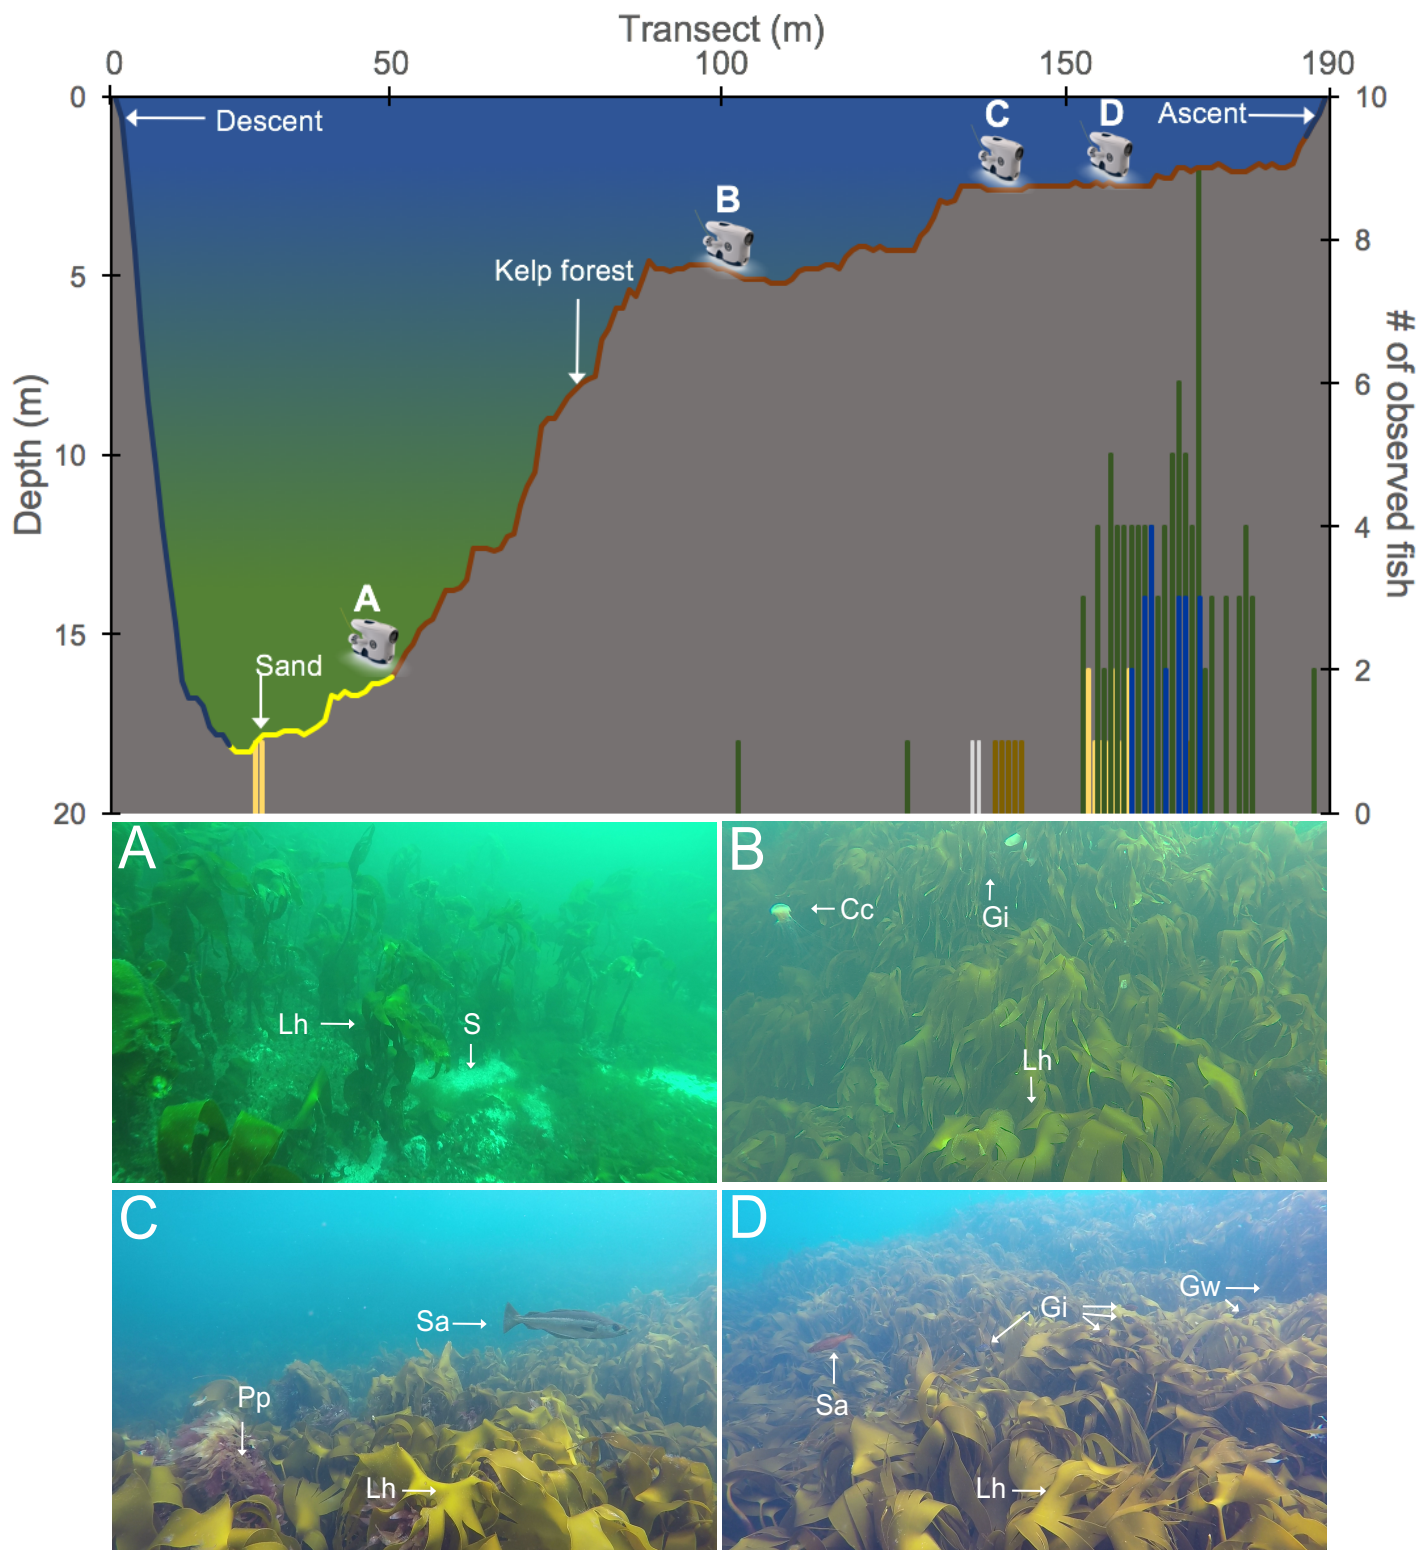 Transect (m)
0 50 100 150 190
0 10
Descent
C D Ascent
B
8
5
Kelp forest
6
Depth (m)
# of observed fish
10
4
A
15
Sand
2
20 0
A
Lh
S
B
Cc
Gi
Lh
C
Sa
Pp
Lh
D
Gw
Gi
Sa
Lh